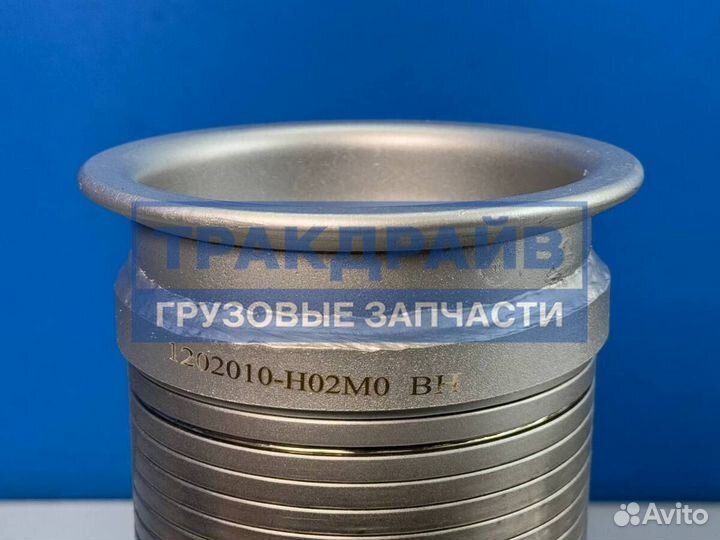 ТРАКДРАЙВ
ГРУЗОВЫЕ ЗАПЧАСТИ
1202010-H02M0 BH
Avito